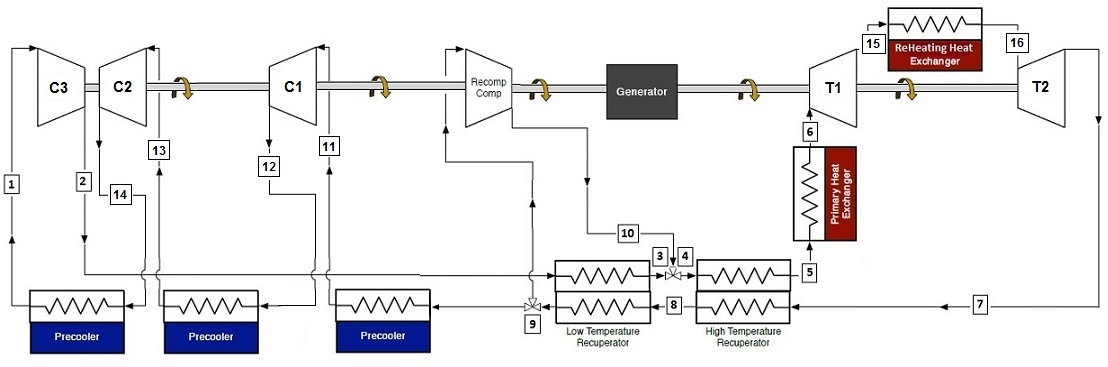 15
ReHeating Heat
Exchanger
16
C3
C2
C1
Recomp
Comp
Generator
T1
T2
6
11
13
12
1
2
14
Primary Heat
Exchanger
10
3
4
5
7
8
9
Precooler
Precooler
Precooler
Low Temperature
Recuperator
High Temperature
Recuperator